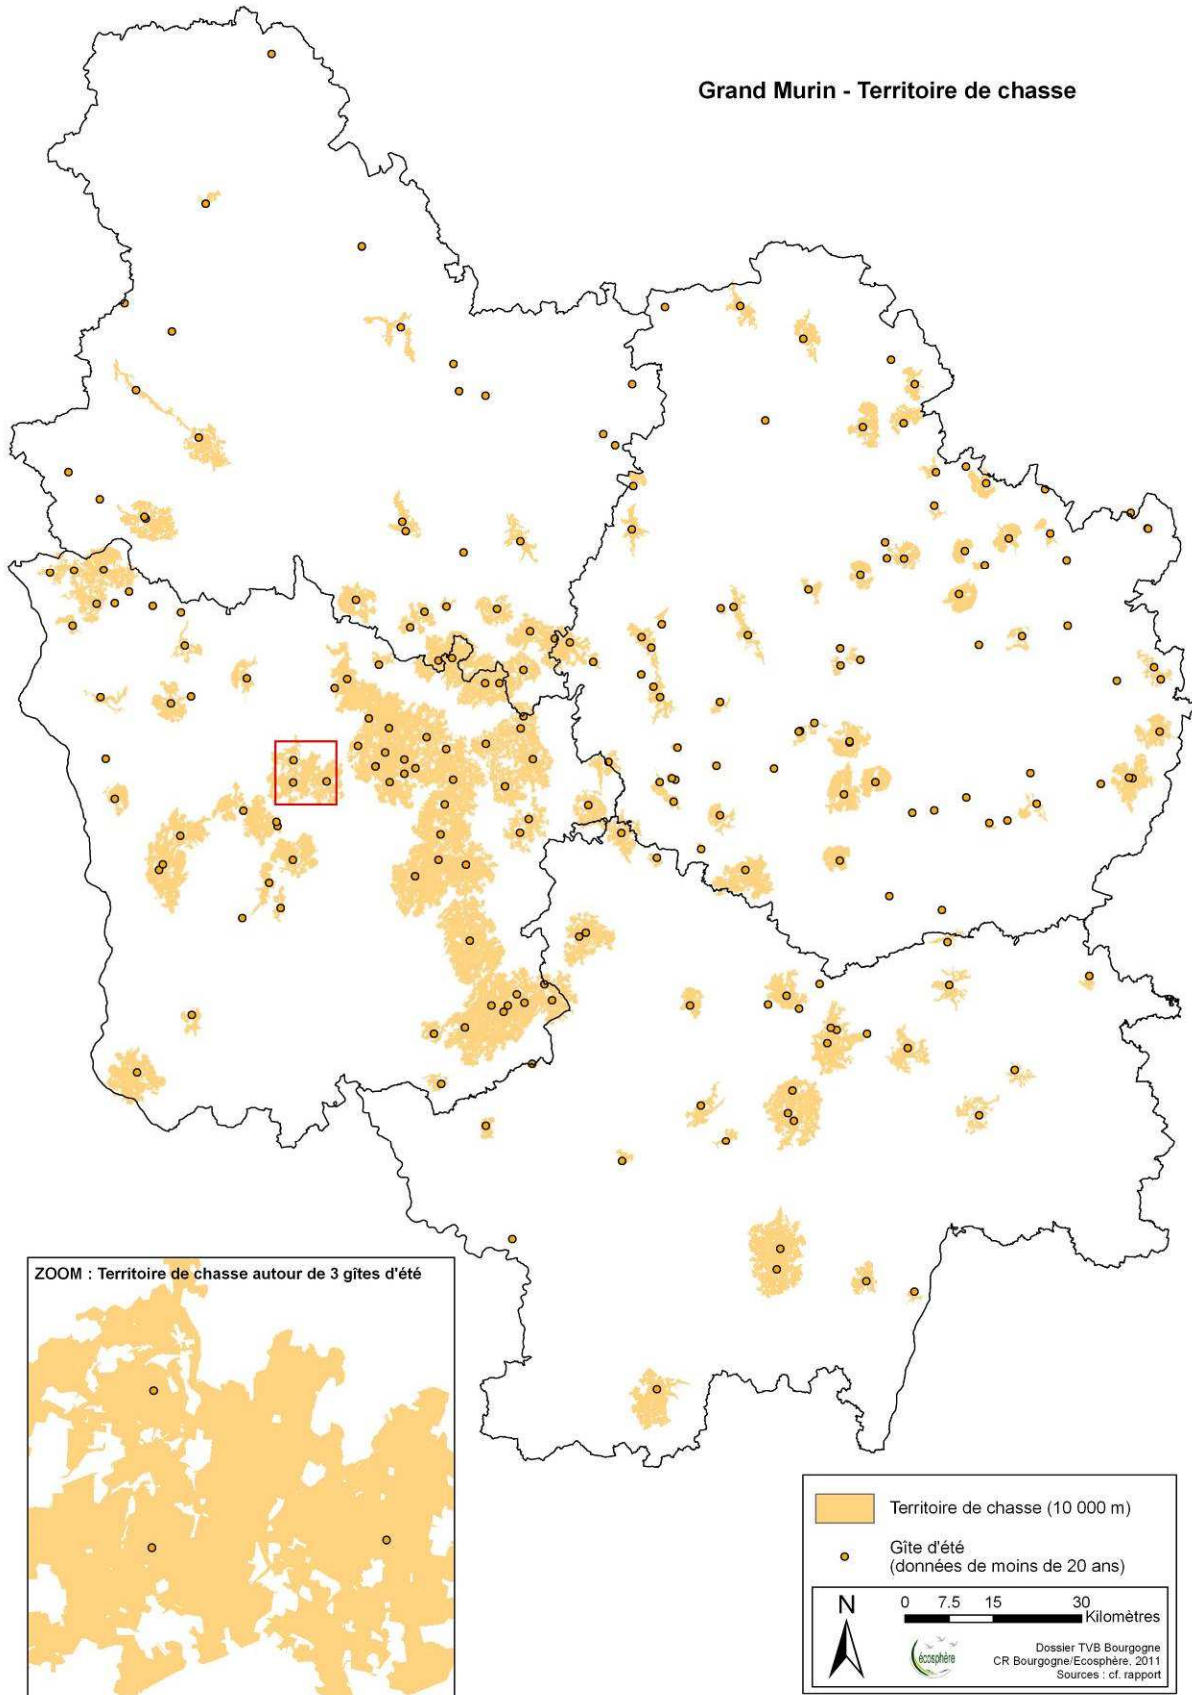 Grand Murin - Territoire de chasse
ZOOM : Territoire de chasse autour de 3 gîtes d'été
Territoire de chasse (10 000 m)
Gîte d'été
(données de moins de 20 ans)
N
0 7.5 15 30
Kilomètres
écosphère
Dossier TVB Bourgogne
CR Bourgogne/Ecosphère, 2011
Sources : cf. rapport